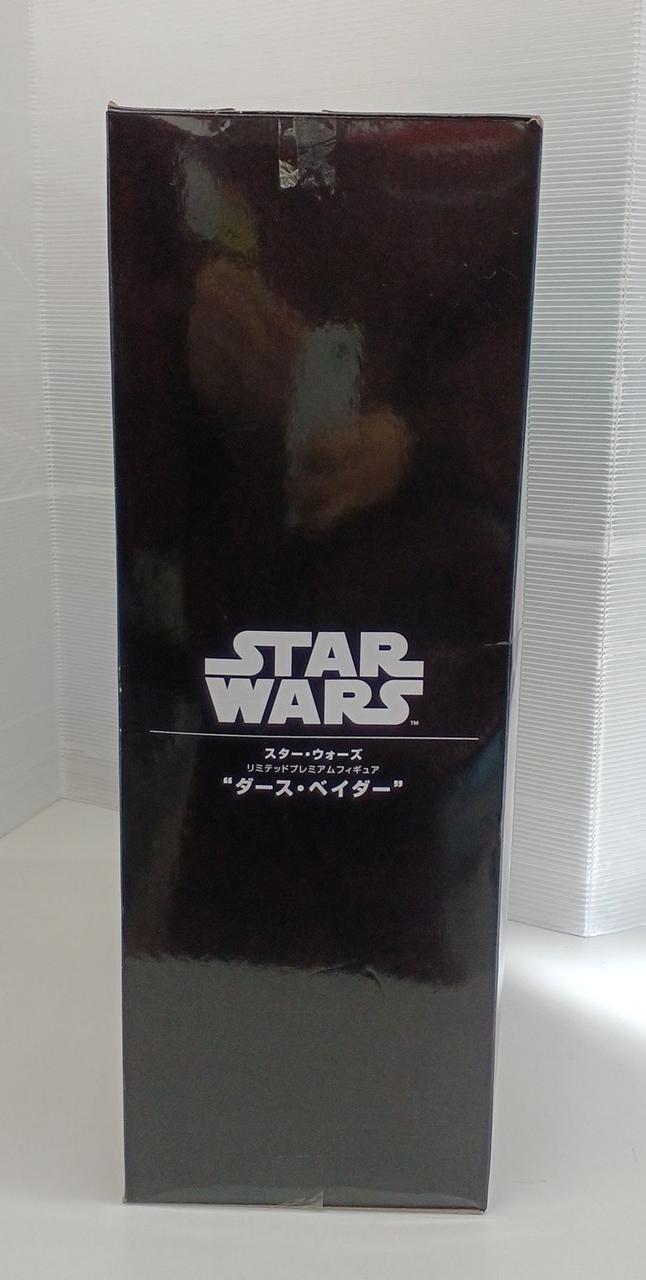 STAR
WARS
TM
スター・ウォーズ
リミテッドプレミアムフィギュア
“ダース・ベイダー”